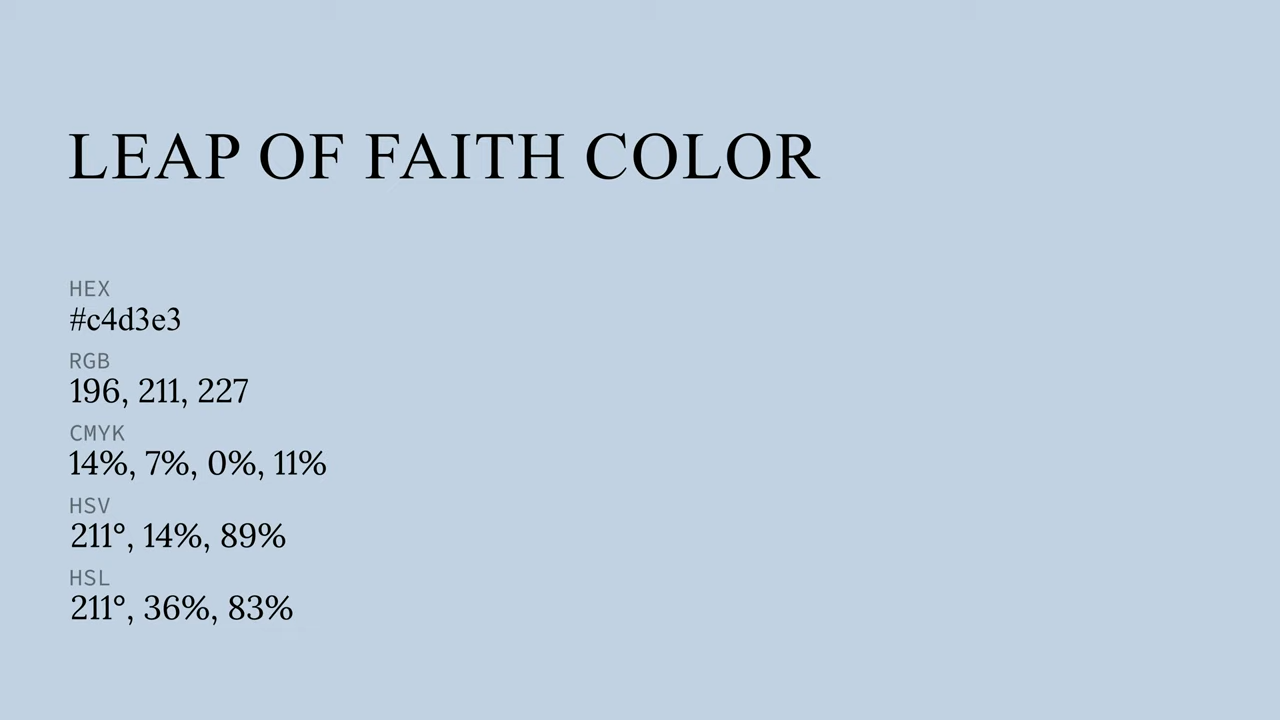 LEAP OF FAITH COLOR
HEX
#c4d3e3
RGB
196, 211, 227
CMYK
14%, 7%, 0%, 11%
HSV
211°, 14%, 89%
HSL
211°, 36%, 83%